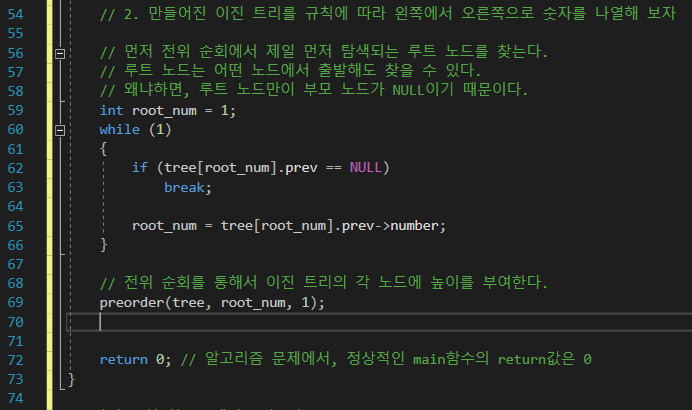 54 // 2. 만들어진 이진 트리를 규칙에 따라 왼쪽에서 오른쪽으로 숫자를 나열해 보자
55
56 // 먼저 전위 순회에서 제일 먼저 탐색되는 루트 노드를 찾는다.
57 // 루트 노드는 어떤 노드에서 출발해도 찾을 수 있다.
58 // 왜냐하면, 루트 노드만이 부모 노드가 NULL이기 때문이다.
59 int root_num = 1;
60 while (1)
61 {
62 if (tree[root_num].prev == NULL)
63 break;
64
65 root_num = tree[root_num].prev->number;
66 }
67
68 // 전위 순회를 통해서 이진 트리의 각 노드에 높이를 부여한다.
69 preorder(tree, root_num, 1);
70
71
72 return 0; // 알고리즘 문제에서, 정상적인 main함수의 return값은 0
73 }
74